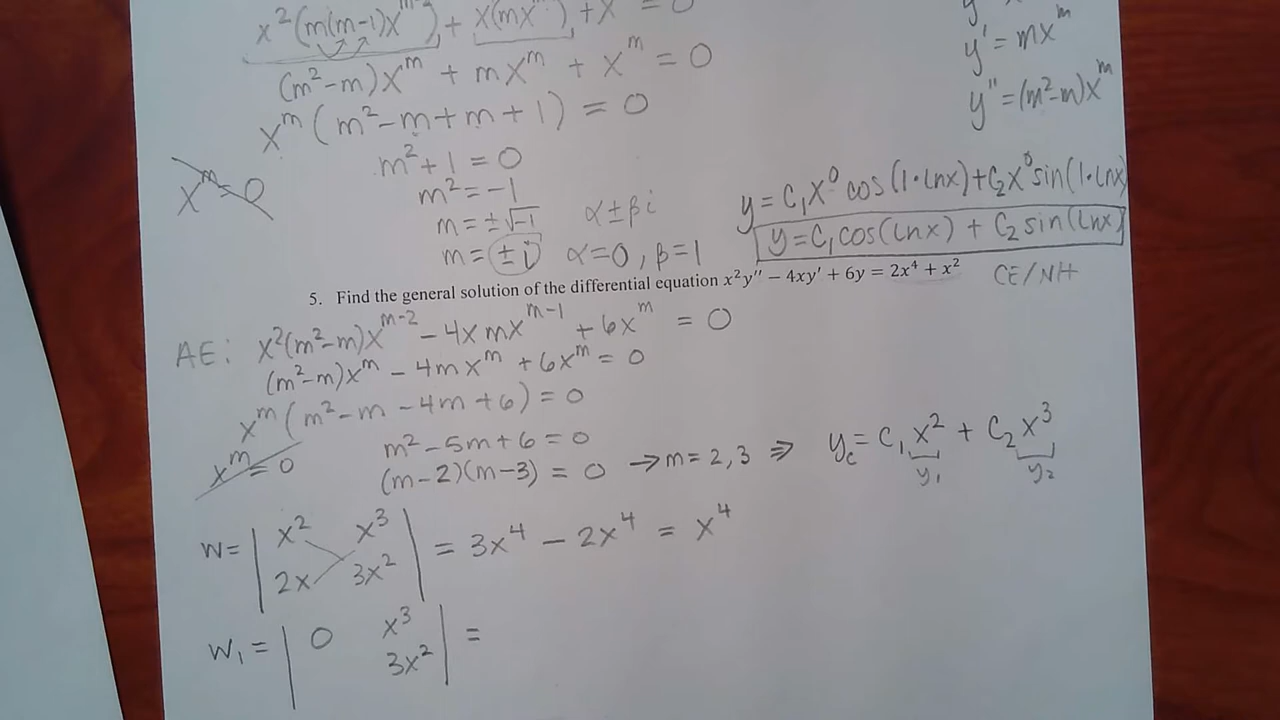 x²(m(m-1)x^(m-2)) + x(mx ), +x = 0
(m²-m)x^m + mx^m + x^m = 0
x^m (m²-m+m+1) = 0
m²+1 = 0
x^m = 0
m² = -1
m = ±√-1
α±βi
m = ±i
α=0, β=1
y'=mx^m
y''=(m²-m)x^m
y = C₁x⁰cos(1·lnx)+C₂x⁰sin(1·lnx)
y=C₁cos(lnx) + C₂sin(lnx)
5. Find the general solution of the differential equation x²y″ − 4xy′ + 6y = 2x⁴ + x²
CE/NH
AE: x²(m²-m)x^(m-2) - 4x mx^(m-1) + 6x^m = 0
(m²-m)x^m - 4mx^m + 6x^m = 0
x^m (m²-m-4m+6) = 0
x^m = 0
m²-5m+6 = 0
(m-2)(m-3) = 0 → m = 2, 3 ⇒ y_c = C₁x² + C₂x³
y₁ y₂
W = | x² x³ | = 3x⁴ - 2x⁴ = x⁴
2x 3x²
W₁ = | 0 x³ | =
3x²